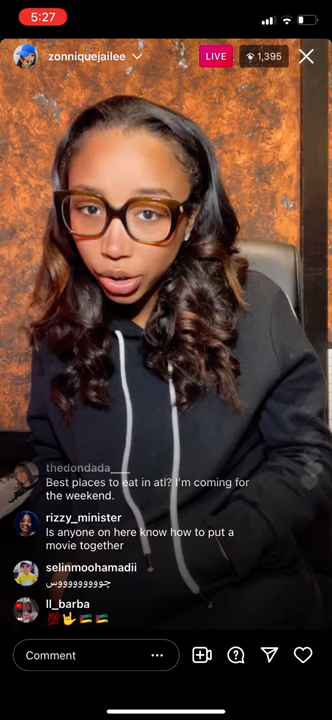 5:27
zonniquejailee
LIVE
1,395
thedondada___
Best places to eat in atl? I'm coming for
the weekend.
rizzy_minister
Is anyone on here know how to put a
movie together
selinmoohamadii
جووووووووووس
ll_barba
💯🤟🇲🇿🇲🇿
Comment